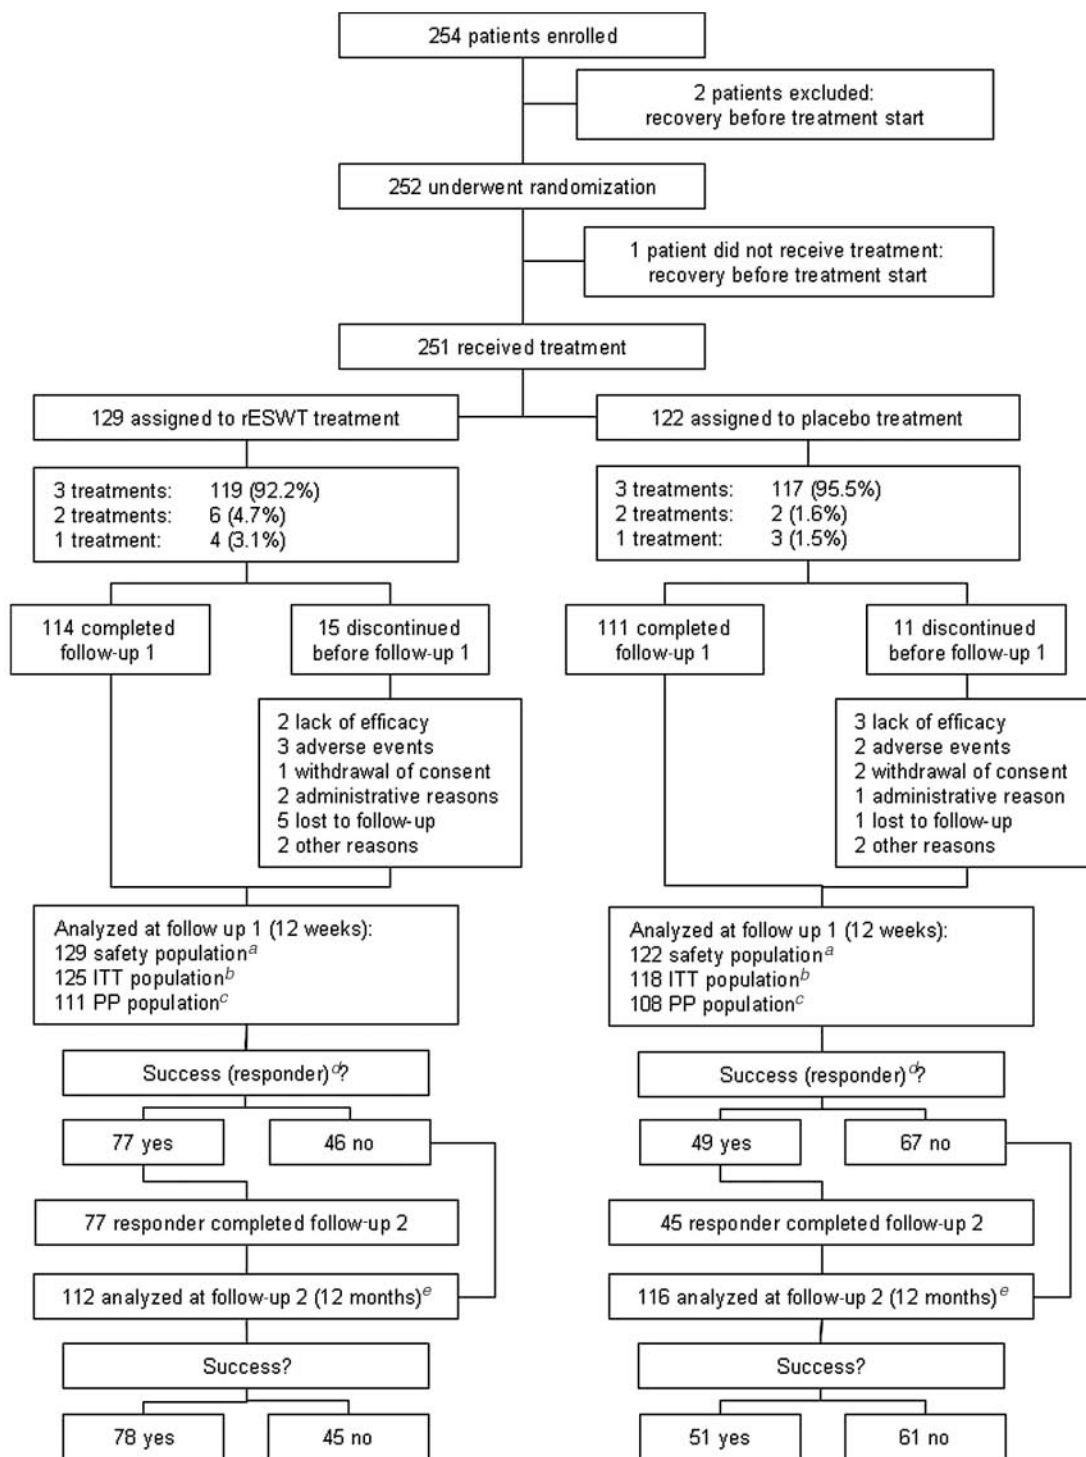 254 patients enrolled
2 patients excluded:
recovery before treatment start
252 underwent randomization
1 patient did not receive treatment:
recovery before treatment start
251 received treatment
129 assigned to rESWT treatment
122 assigned to placebo treatment
3 treatments: 119 (92.2%)
2 treatments: 6 (4.7%)
1 treatment: 4 (3.1%)
3 treatments: 117 (95.5%)
2 treatments: 2 (1.6%)
1 treatment: 3 (1.5%)
114 completed
follow-up 1
15 discontinued
before follow-up 1
111 completed
follow-up 1
11 discontinued
before follow-up 1
2 lack of efficacy
3 adverse events
1 withdrawal of consent
2 administrative reasons
5 lost to follow-up
2 other reasons
3 lack of efficacy
2 adverse events
2 withdrawal of consent
1 administrative reason
1 lost to follow-up
2 other reasons
Analyzed at follow up 1 (12 weeks):
129 safety population^a
125 ITT population^b
111 PP population^c
Analyzed at follow up 1 (12 weeks):
122 safety population^a
118 ITT population^b
108 PP population^c
Success (responder)^d?
Success (responder)^d?
77 yes
46 no
49 yes
67 no
77 responder completed follow-up 2
45 responder completed follow-up 2
112 analyzed at follow-up 2 (12 months)^e
116 analyzed at follow-up 2 (12 months)^e
Success?
Success?
78 yes
45 no
51 yes
61 no